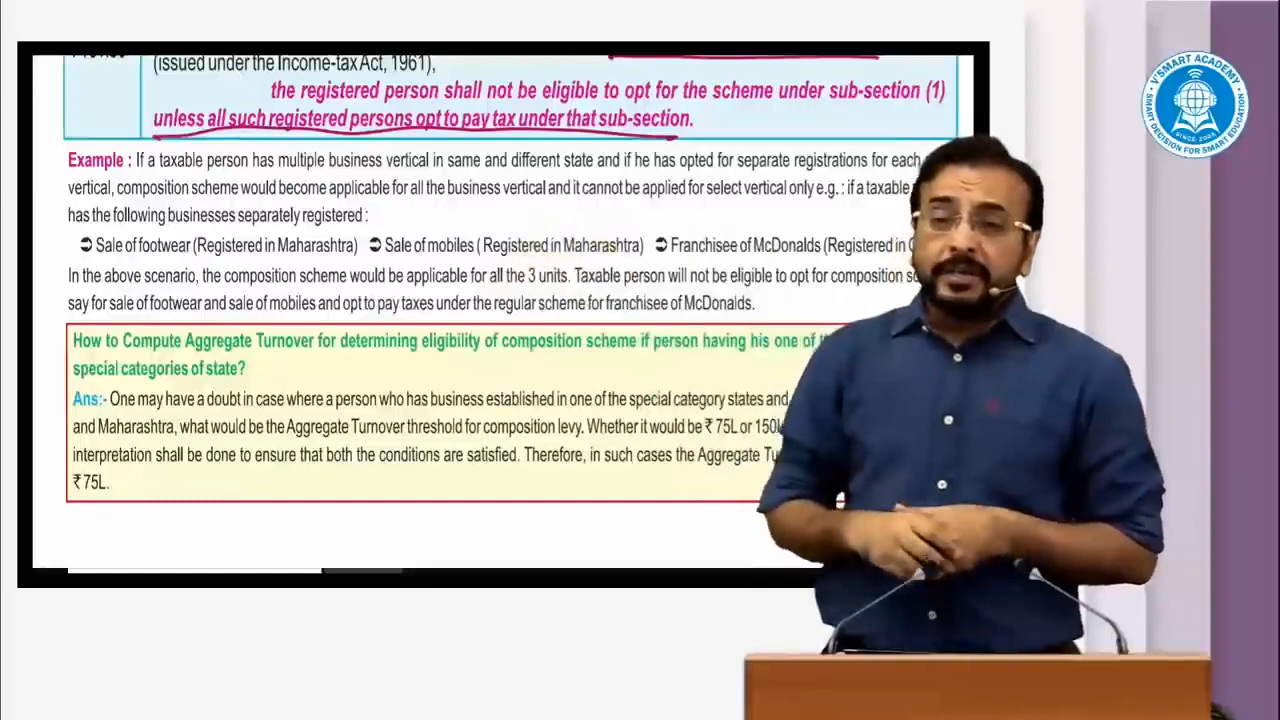 (issued under the Income-tax Act, 1961),
the registered person shall not be eligible to opt for the scheme under sub-section (1)
unless all such registered persons opt to pay tax under that sub-section.
Example : If a taxable person has multiple business vertical in same and different state and if he has opted for separate registrations for each
vertical, composition scheme would become applicable for all the business vertical and it cannot be applied for select vertical only e.g. : if a taxable
has the following businesses separately registered :
➲ Sale of footwear (Registered in Maharashtra) ➲ Sale of mobiles ( Registered in Maharashtra) ➲ Franchisee of McDonalds (Registered in
In the above scenario, the composition scheme would be applicable for all the 3 units. Taxable person will not be eligible to opt for composition
say for sale of footwear and sale of mobiles and opt to pay taxes under the regular scheme for franchisee of McDonalds.
How to Compute Aggregate Turnover for determining eligibility of composition scheme if person having his one of
special categories of state?
Ans:- One may have a doubt in case where a person who has business established in one of the special category states and
and Maharashtra, what would be the Aggregate Turnover threshold for composition levy. Whether it would be ₹ 75L or 150L
interpretation shall be done to ensure that both the conditions are satisfied. Therefore, in such cases the Aggregate
₹ 75L.
V'SMART ACADEMY
SINCE 2005
SMART DECISION FOR SMART EDUCATION